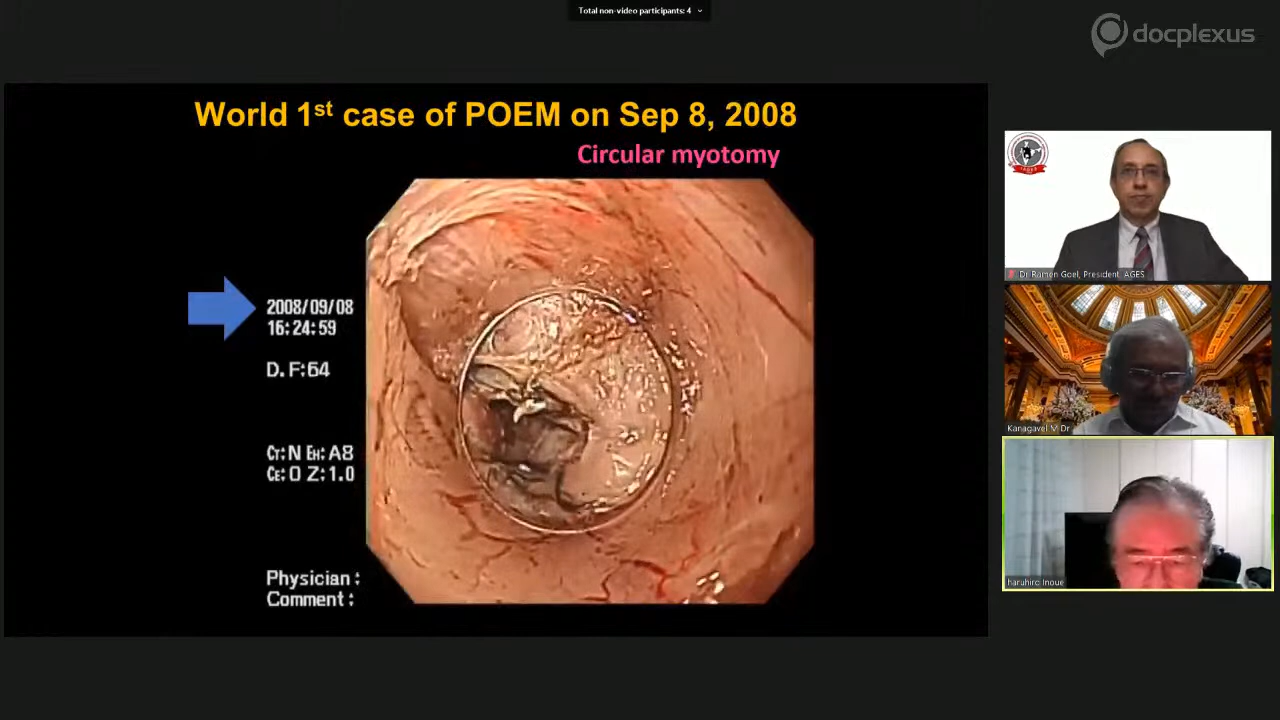 Total non-video participants: 4
docplexus
World 1st case of POEM on Sep 8, 2008
Circular myotomy
2008/09/08
16:24:59
D.F:64
Ct:N Eh:A8
Ce:0 Z:1.0
Physician:
Comment:
Dr Ramen Goel, President, AGES
Kanagavel M Dr
haruhiro Inoue